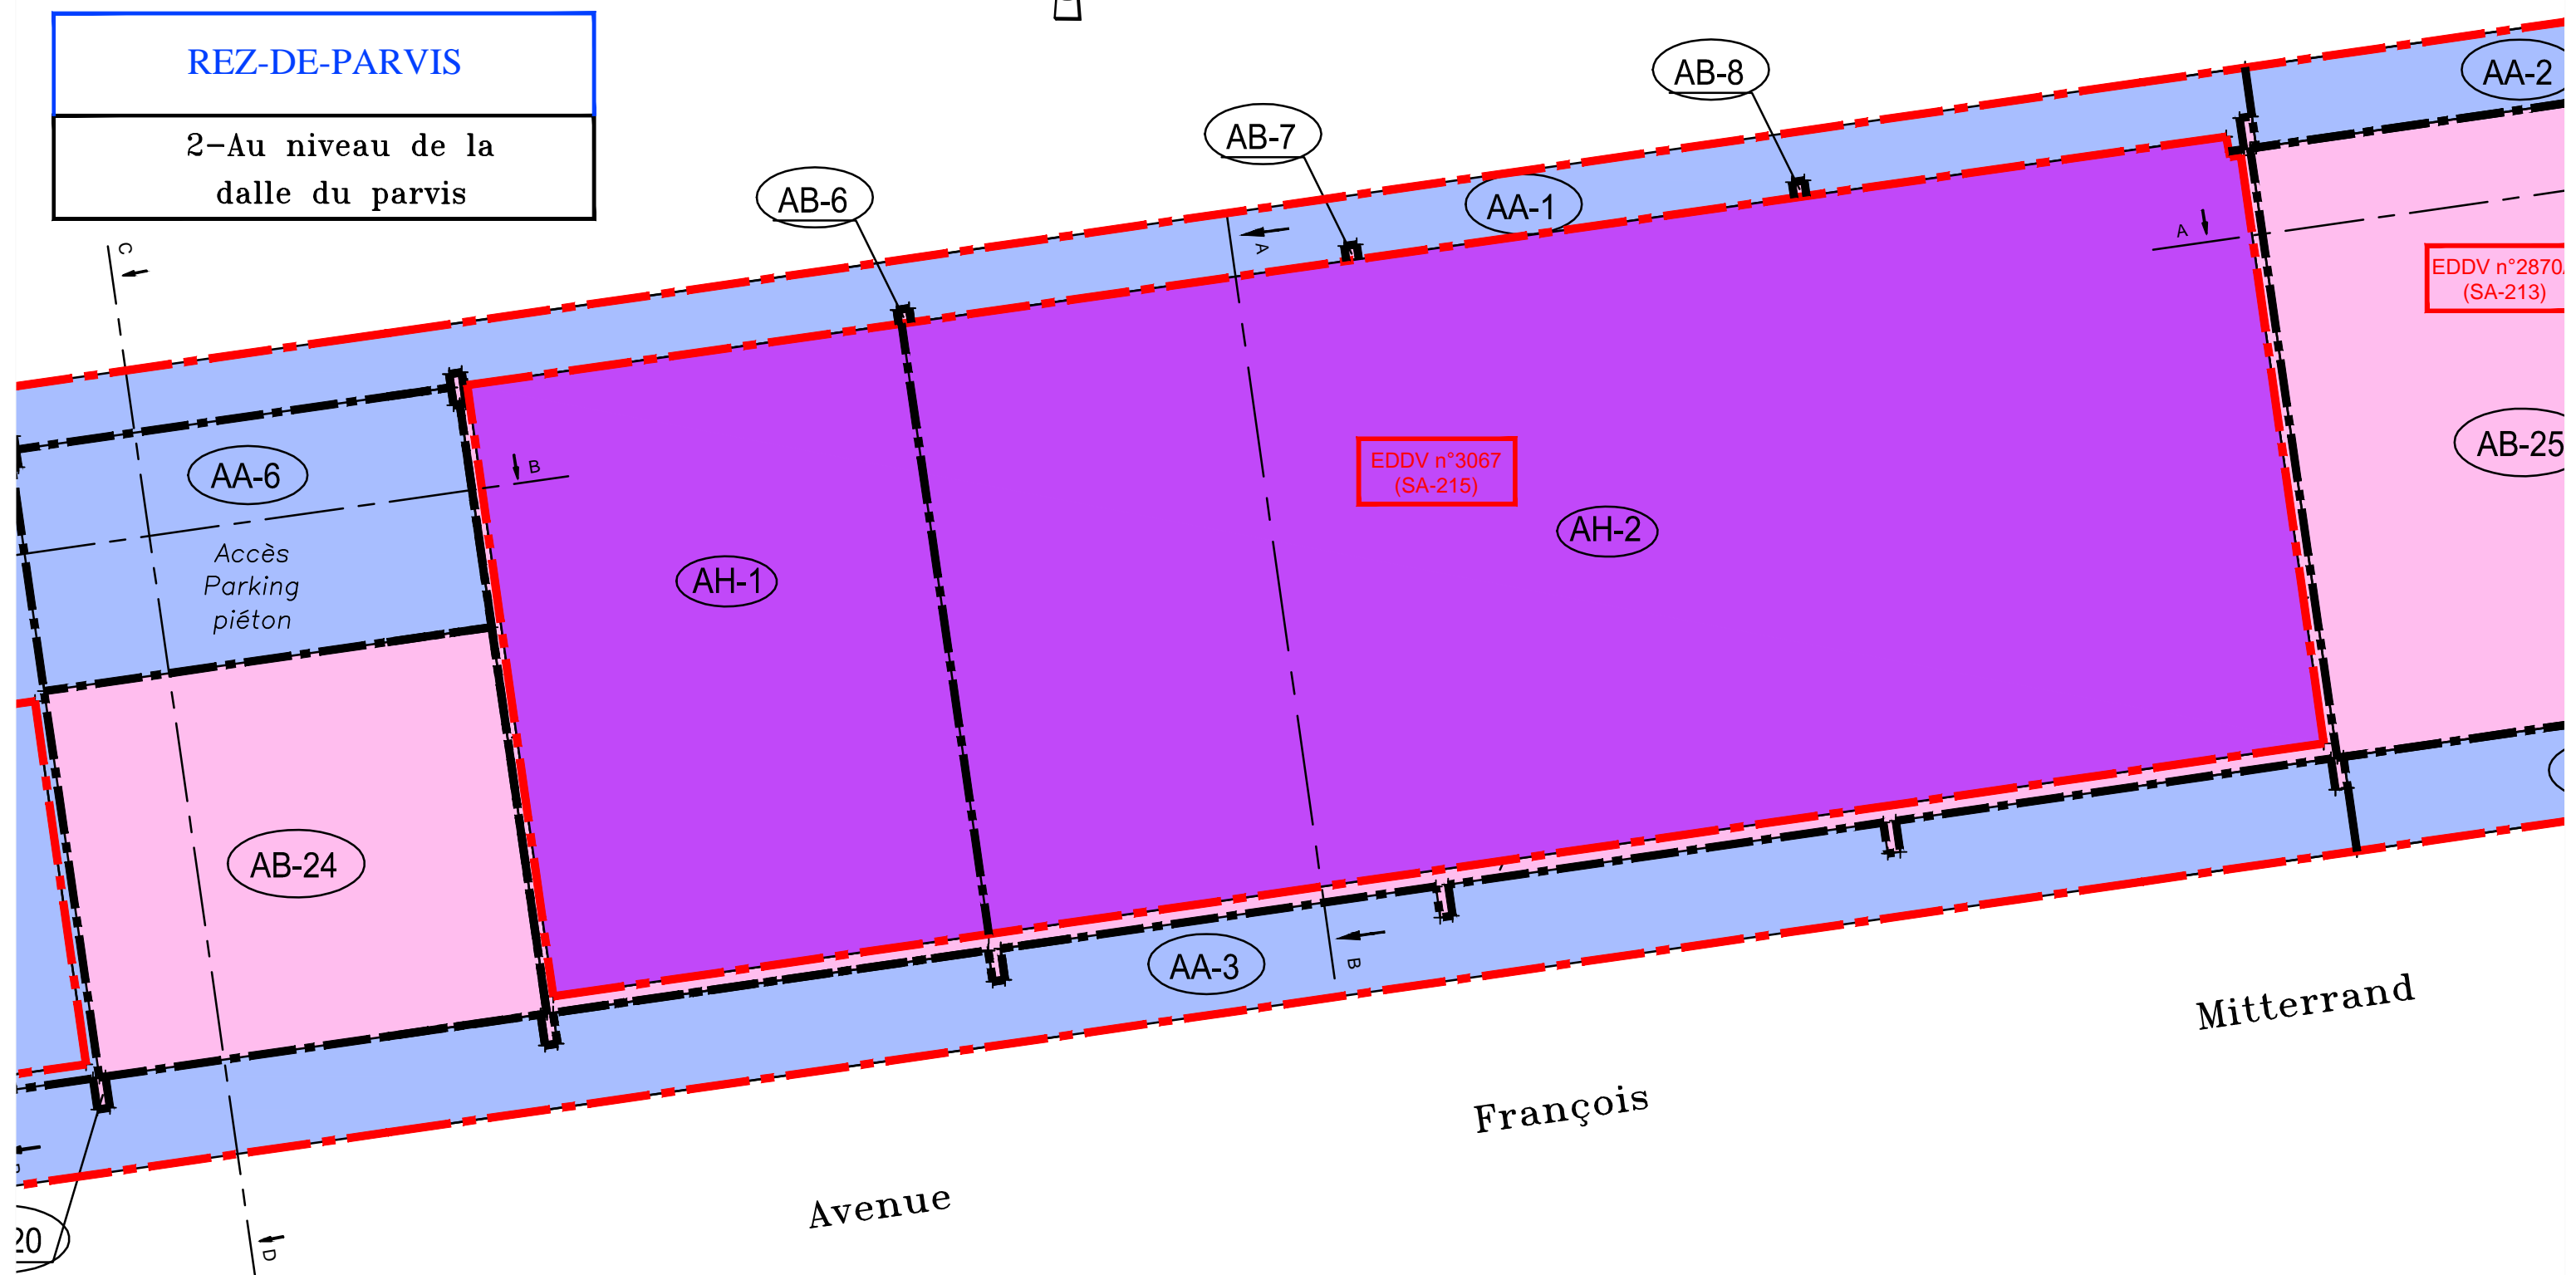 REZ-DE-PARVIS
2-Au niveau de la
dalle du parvis
AA-2
AB-8
AB-7
AB-6
AA-1
A
A
C
EDDV n°2870
(SA-213)
AB-25
AA-6
B
EDDV n°3067
(SA-215)
AH-2
AH-1
Accès
Parking
piéton
AB-24
AA-3
B
Mitterrand
François
Avenue
20
D